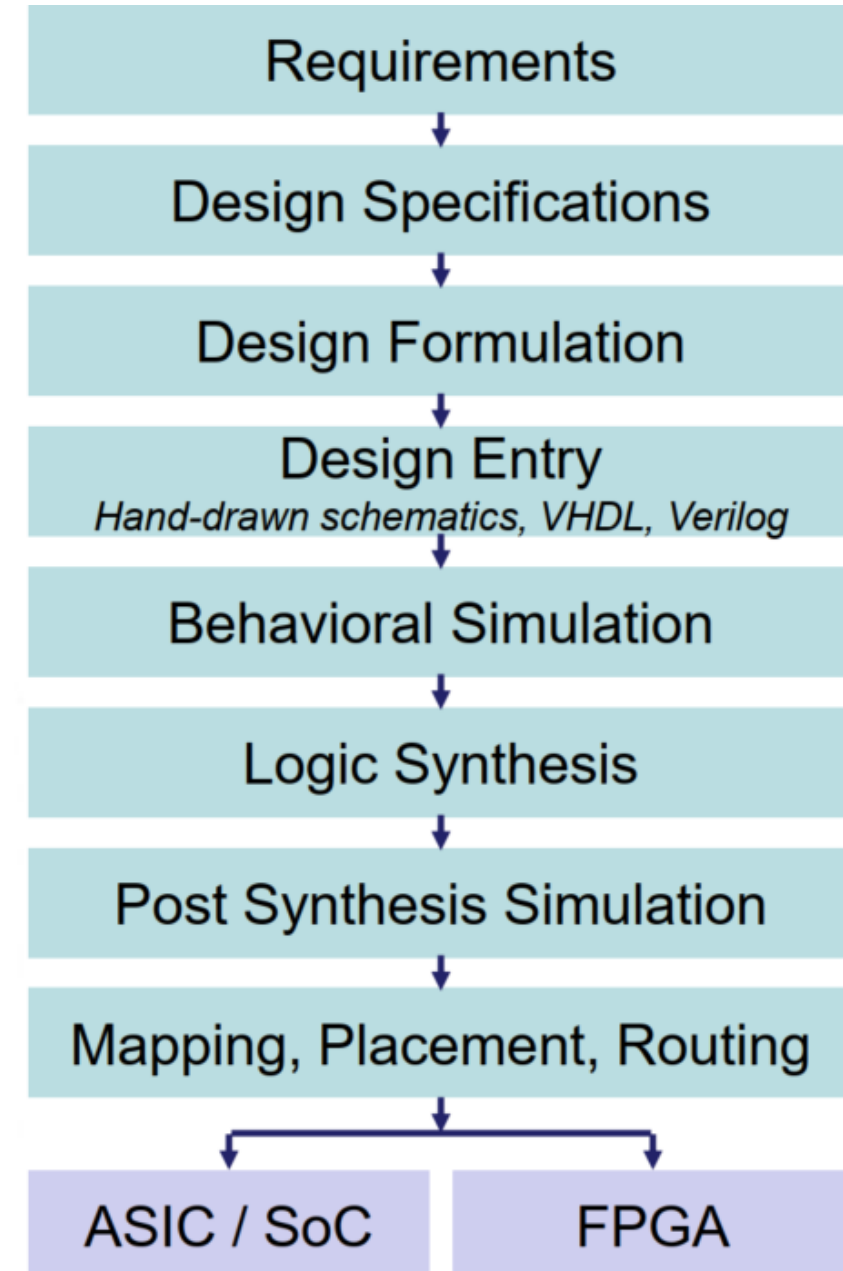 Requirements
Design Specifications
Design Formulation
Design Entry
Hand-drawn schematics, VHDL, Verilog
Behavioral Simulation
Logic Synthesis
Post Synthesis Simulation
Mapping, Placement, Routing
ASIC / SoC
FPGA